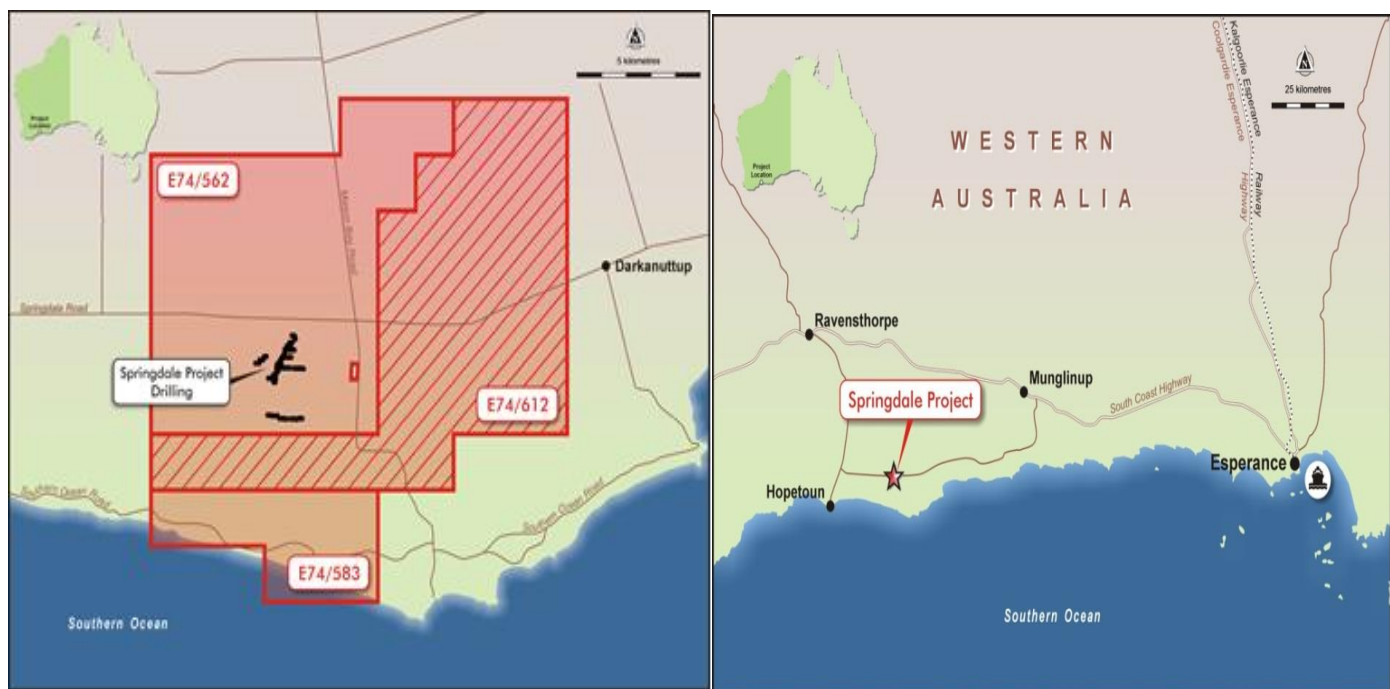 5 kilometres
Project
Location
E74/562
Darkanuttup
Springdale Road
Springdale Project
Drilling
E74/612
Southern Ocean Road
Southern Ocean Road
E74/583
Southern Ocean
Kalgoorlie Esperance
Coolgardie Esperance
Railway
Highway
25 kilometres
WESTERN
AUSTRALIA
Project
Location
Ravensthorpe
Munglinup
Springdale Project
South Coast Highway
Esperance
Hopetoun
Southern Ocean